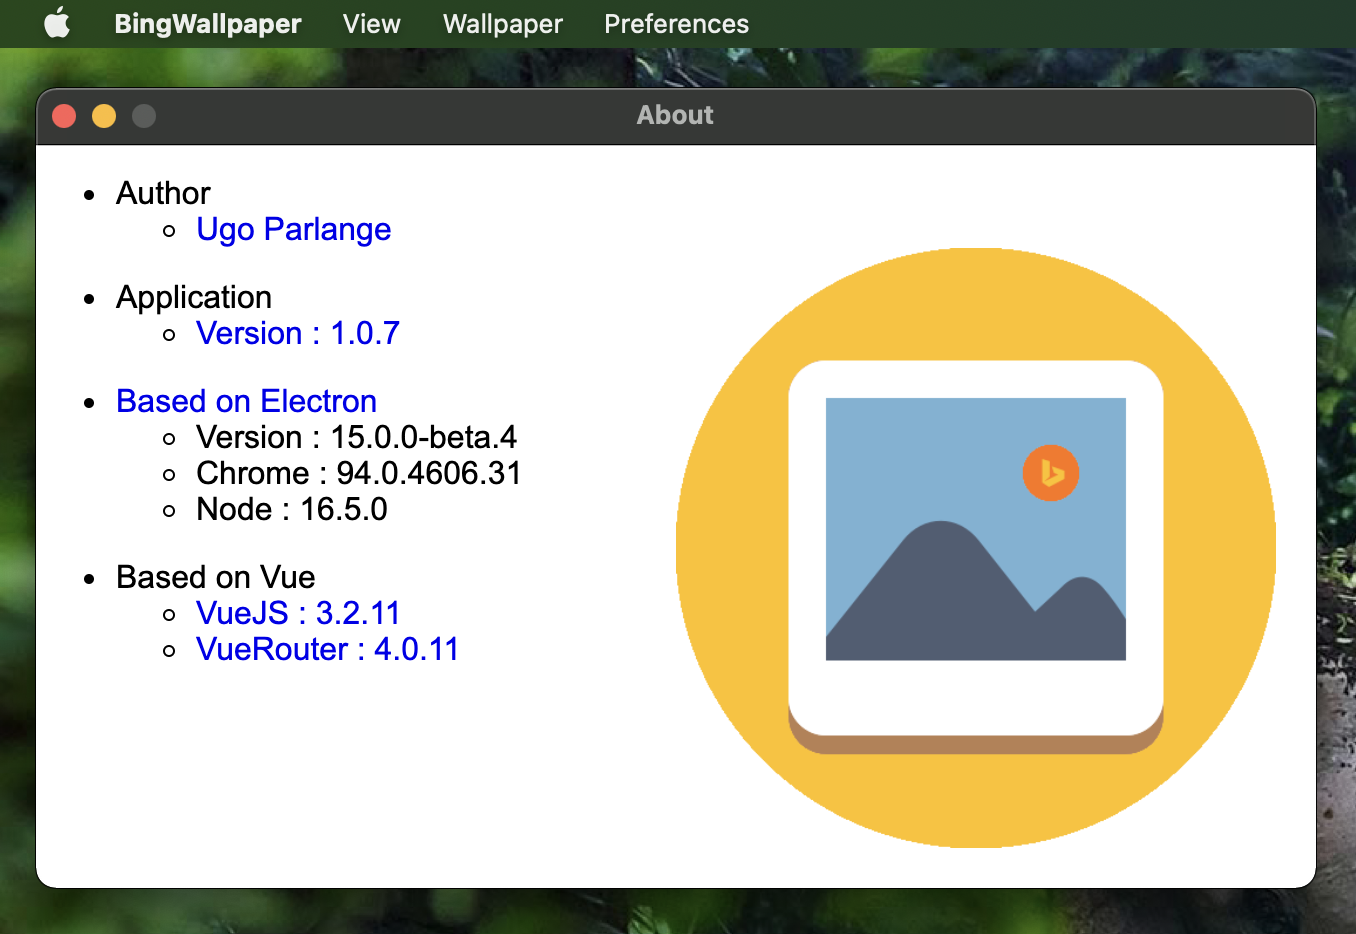 BingWallpaper View Wallpaper Preferences
About
Author
Ugo Parlange
Application
Version : 1.0.7
Based on Electron
Version : 15.0.0-beta.4
Chrome : 94.0.4606.31
Node : 16.5.0
Based on Vue
VueJS : 3.2.11
VueRouter : 4.0.11